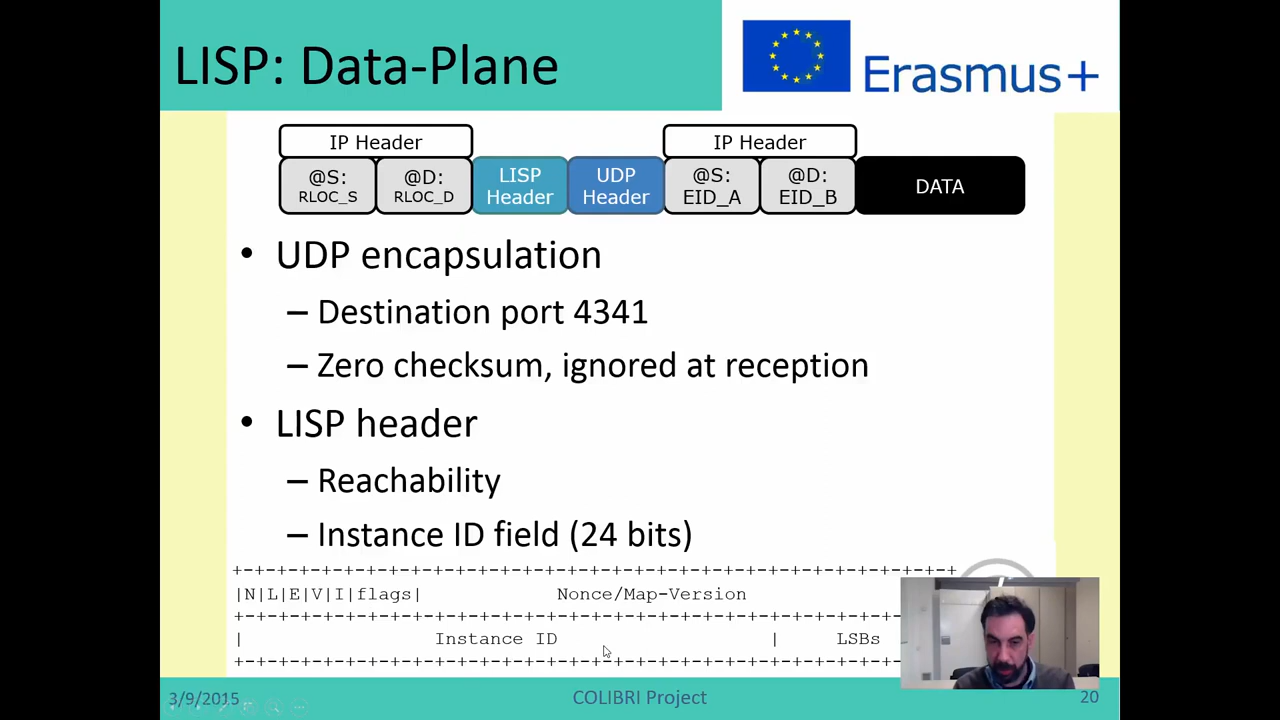 LISP: Data-Plane
Erasmus+
IP Header
IP Header
@S: RLOC_S
@D: RLOC_D
LISP Header
UDP Header
@S: EID_A
@D: EID_B
DATA
• UDP encapsulation
– Destination port 4341
– Zero checksum, ignored at reception
• LISP header
– Reachability
– Instance ID field (24 bits)
+-+-+-+-+-+-+-+-+-+-+-+-+-+-+-+-+-+-+-+-+-+-+-+-+-+-+-+-+-+-+-+-+
|N|L|E|V|I|flags| Nonce/Map-Version
+-+-+-+-+-+-+-+-+-+-+-+-+-+-+-+-+-+-+-+-+-+-+-+-+-+-+-+-+-+-
| Instance ID | LSBs
+-+-+-+-+-+-+-+-+-+-+-+-+-+-+-+-+-+-+-+-+-+-+-+-+-+-+-+-+-+-
3/9/2015
COLIBRI Project
20